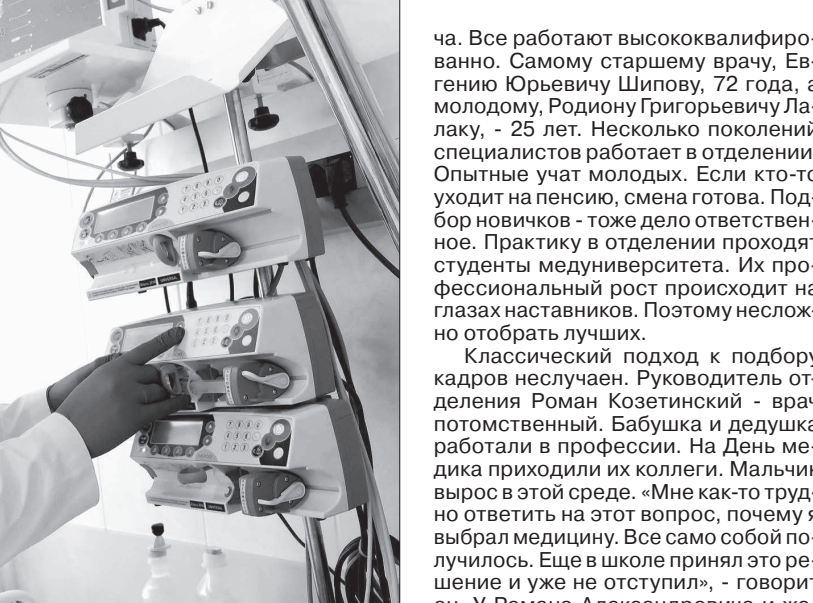 ча. Все работают высококвалифиро-
ванно. Самому старшему врачу, Ев-
гению Юрьевичу Шипову, 72 года, а
молодому, Родиону Григорьевичу Ла-
лаку, - 25 лет. Несколько поколений
специалистов работает в отделении.
Опытные учат молодых. Если кто-то
уходит на пенсию, смена готова. Под-
бор новичков - тоже дело ответствен-
ное. Практику в отделении проходят
студенты медуниверситета. Их про-
фессиональный рост происходит на
глазах наставников. Поэтому неслож-
но отобрать лучших.
Классический подход к подбору
кадров неслучаен. Руководитель от-
деления Роман Козетинский - врач
потомственный. Бабушка и дедушка
работали в профессии. На День ме-
дика приходили их коллеги. Мальчик
вырос в этой среде. «Мне как-то труд-
но ответить на этот вопрос, почему я
выбрал медицину. Все само собой по-
лучилось. Еще в школе принял это ре-
шение и уже не отступил», - говорит
он. У Романа Александровича и же-